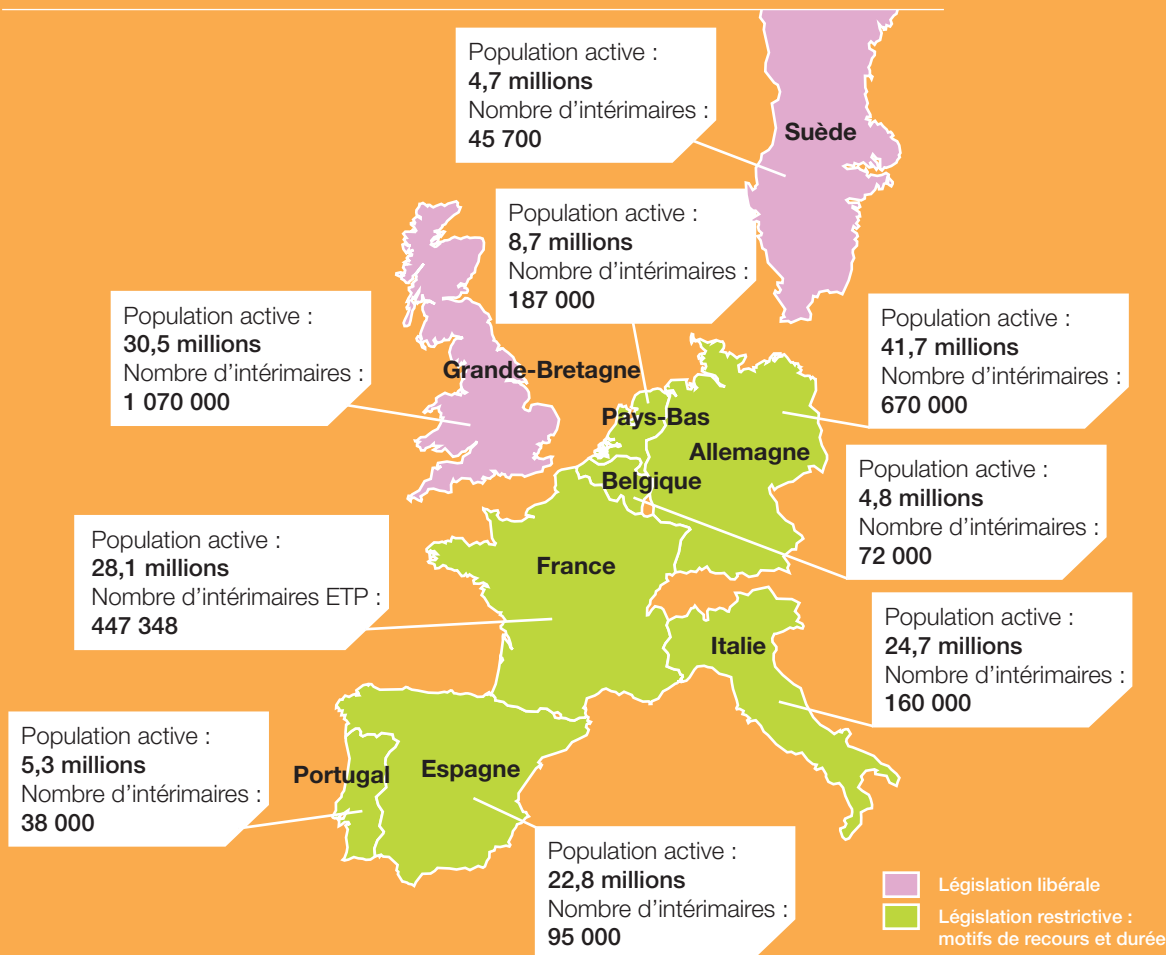 Population active :
4,7 millions
Nombre d'intérimaires :
45 700
Suède
Population active :
8,7 millions
Nombre d'intérimaires :
187 000
Population active :
30,5 millions
Nombre d'intérimaires :
1 070 000
Grande-Bretagne
Population active :
41,7 millions
Nombre d'intérimaires :
670 000
Pays-Bas
Allemagne
Belgique
Population active :
4,8 millions
Nombre d'intérimaires :
72 000
Population active :
28,1 millions
Nombre d'intérimaires ETP :
447 348
France
Italie
Population active :
24,7 millions
Nombre d'intérimaires :
160 000
Population active :
5,3 millions
Nombre d'intérimaires :
38 000
Portugal
Espagne
Population active :
22,8 millions
Nombre d'intérimaires :
95 000
Législation libérale
Législation restrictive :
motifs de recours et durée